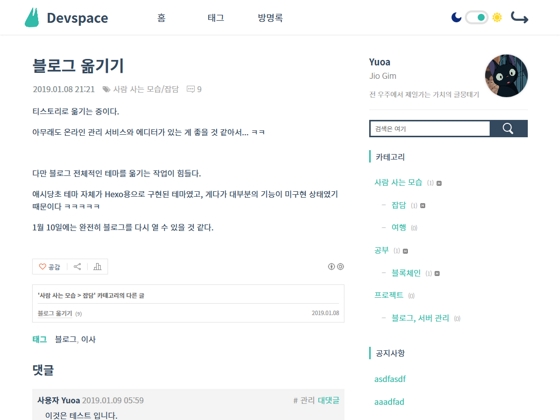 Devspace
홈
태그
방명록
블로그 옮기기
2019.01.08 21:21
사람 사는 모습/잡담
9
티스토리로 옮기는 중이다.
아무래도 온라인 관리 서비스와 에디터가 있는 게 좋을 것 같아서... ㅋㅋ
다만 블로그 전체적인 테마를 옮기는 작업이 힘들다.
애시당초 테마 자체가 Hexo용으로 구현된 테마였고, 게다가 대부분의 기능이 미구현 상태였기
때문이다 ㅋㅋㅋㅋㅋ
1월 10일에는 완전히 블로그를 다시 열 수 있을 것 같다.
공감
'사람 사는 모습 > 잡담' 카테고리의 다른 글
블로그 옮기기 (9)
2019.01.08
태그 블로그, 이사
댓글
사용자 Yuoa 2019.01.09 05:59
# 관리 대댓글
이것은 테스트 입니다.
Yuoa
Jio Gim
전 우주에서 재밌기는 가치의 글뭉태기
검색은 여기
카테고리
사람 사는 모습 (1)
잡담 (1)
여행 (0)
공부 (1)
블록체인 (1)
프로젝트 (0)
블로그, 서버 관리 (0)
공지사항
asdfasdf
aaadfad